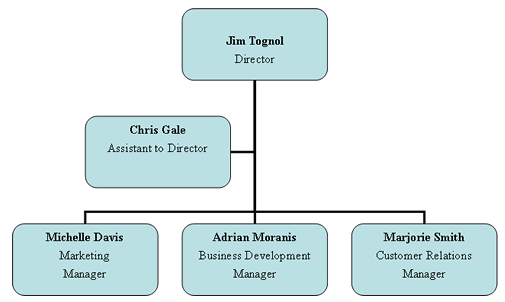 Jim Tognol
Director
Chris Gale
Assistant to Director
Michelle Davis
Marketing
Manager
Adrian Moranis
Business Development
Manager
Marjorie Smith
Customer Relations
Manager